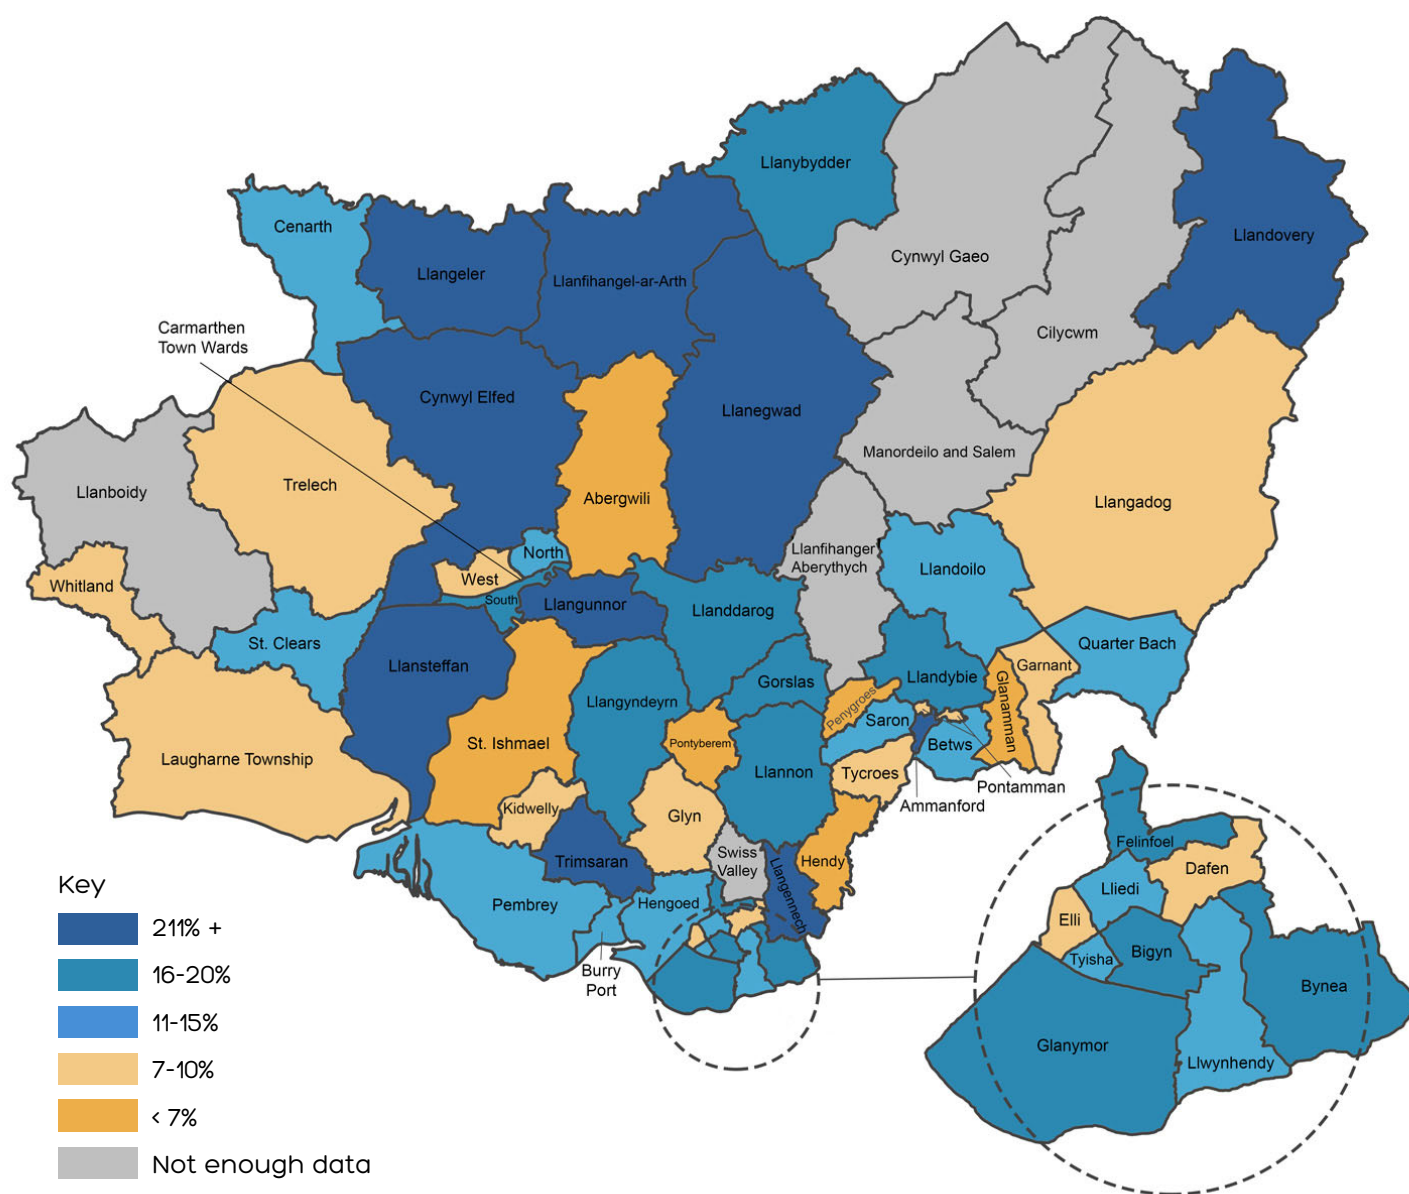 Llanybydder
Cenarth
Llandovery
Cynwyl Gaeo
Llangeler
Llanfihangel-ar-Arth
Carmarthen
Town Wards
Cilycwm
Cynwyl Elfed
Llanegwad
Manordeilo and Salem
Llanboidy
Trelech
Abergwili
Llangadog
North
Llanfihanger
Aberythych
Llandoilo
Whitland
West
South
Llangunnor
Llanddarog
St. Clears
Quarter Bach
Llansteffan
Garnant
Gorslas
Llandybie
Glanamman
Llangyndeyrn
Penygroes
Saron
St. Ishmael
Pontyberem
Betws
Laugharne Township
Llannon
Tycroes
Pontamman
Ammanford
Kidwelly
Glyn
Swiss
Valley
Hendy
Trimsaran
Llangennech
Felinfoel
Dafen
Key
Pembrey
Hengoed
Lliedi
Elli
Tyisha
Bigyn
Burry
Port
Bynea
Glanymor
Llwynhendy
211% +
16-20%
11-15%
7-10%
< 7%
Not enough data